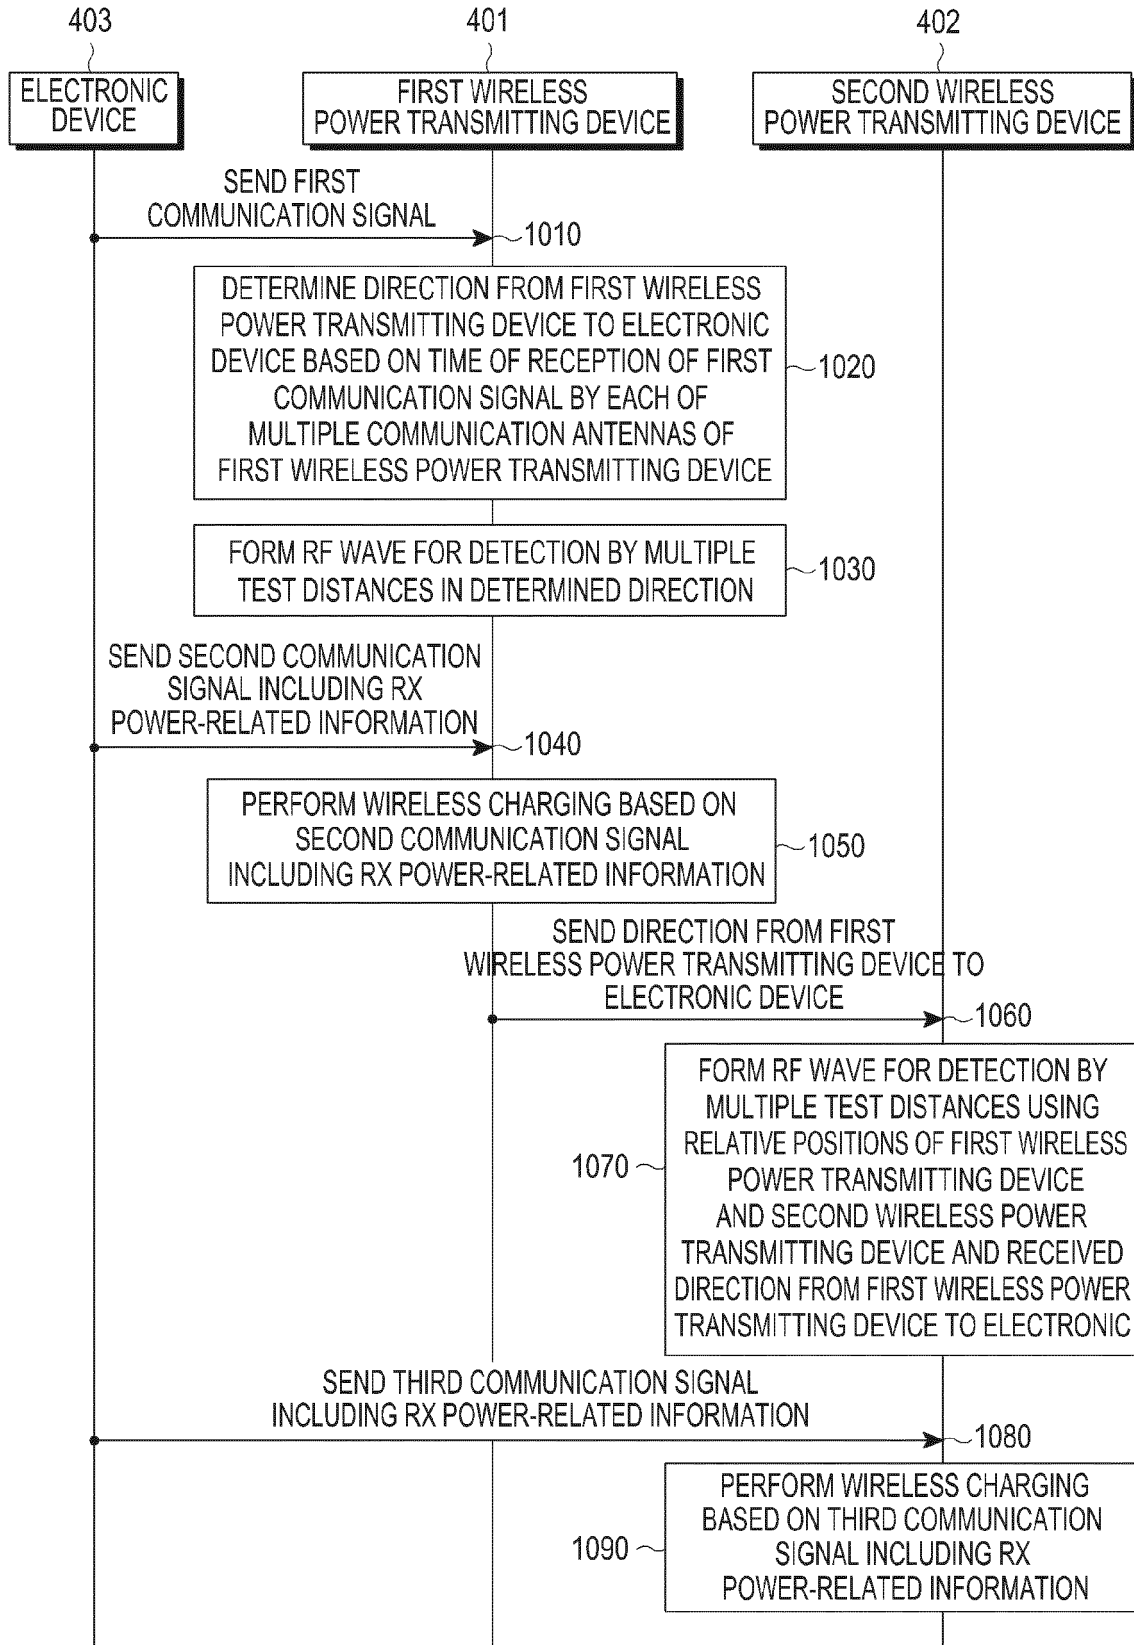 403
401
402
ELECTRONIC
DEVICE
FIRST WIRELESS
POWER TRANSMITTING DEVICE
SECOND WIRELESS
POWER TRANSMITTING DEVICE
SEND FIRST
COMMUNICATION SIGNAL
1010
DETERMINE DIRECTION FROM FIRST WIRELESS
POWER TRANSMITTING DEVICE TO ELECTRONIC
DEVICE BASED ON TIME OF RECEPTION OF FIRST
COMMUNICATION SIGNAL BY EACH OF
MULTIPLE COMMUNICATION ANTENNAS OF
FIRST WIRELESS POWER TRANSMITTING DEVICE
1020
FORM RF WAVE FOR DETECTION BY MULTIPLE
TEST DISTANCES IN DETERMINED DIRECTION
1030
SEND SECOND COMMUNICATION
SIGNAL INCLUDING RX
POWER-RELATED INFORMATION
1040
PERFORM WIRELESS CHARGING BASED ON
SECOND COMMUNICATION SIGNAL
INCLUDING RX POWER-RELATED INFORMATION
1050
SEND DIRECTION FROM FIRST
WIRELESS POWER TRANSMITTING DEVICE TO
ELECTRONIC DEVICE
1060
FORM RF WAVE FOR DETECTION BY
MULTIPLE TEST DISTANCES USING
RELATIVE POSITIONS OF FIRST WIRELESS
POWER TRANSMITTING DEVICE
AND SECOND WIRELESS POWER
TRANSMITTING DEVICE AND RECEIVED
DIRECTION FROM FIRST WIRELESS POWER
TRANSMITTING DEVICE TO ELECTRONIC
1070
SEND THIRD COMMUNICATION SIGNAL
INCLUDING RX POWER-RELATED INFORMATION
1080
PERFORM WIRELESS CHARGING
BASED ON THIRD COMMUNICATION
SIGNAL INCLUDING RX
POWER-RELATED INFORMATION
1090